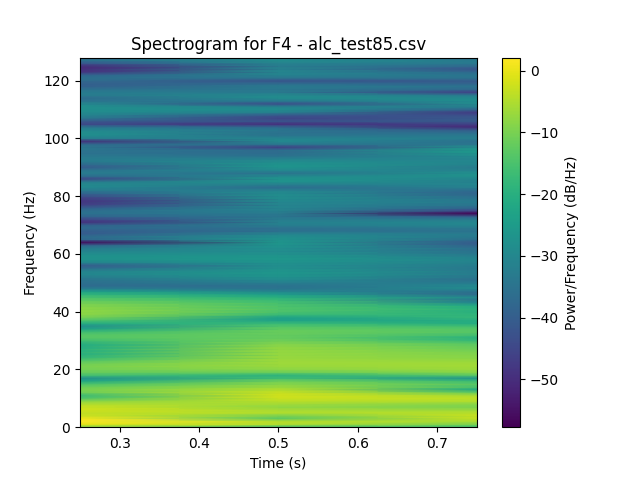 Spectrogram for F4 - alc_test85.csv
120
100
80
60
40
20
0
Frequency (Hz)
0.3 0.4 0.5 0.6 0.7
Time (s)
0
−10
−20
−30
−40
−50
Power/Frequency (dB/Hz)